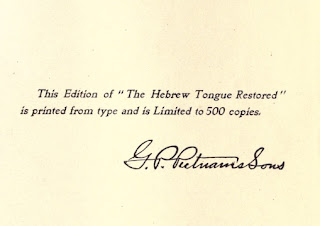 This Edition of "The Hebrew Tongue Restored"
is printed from type and is Limited to 500 copies.
G. P. Putnam's Sons